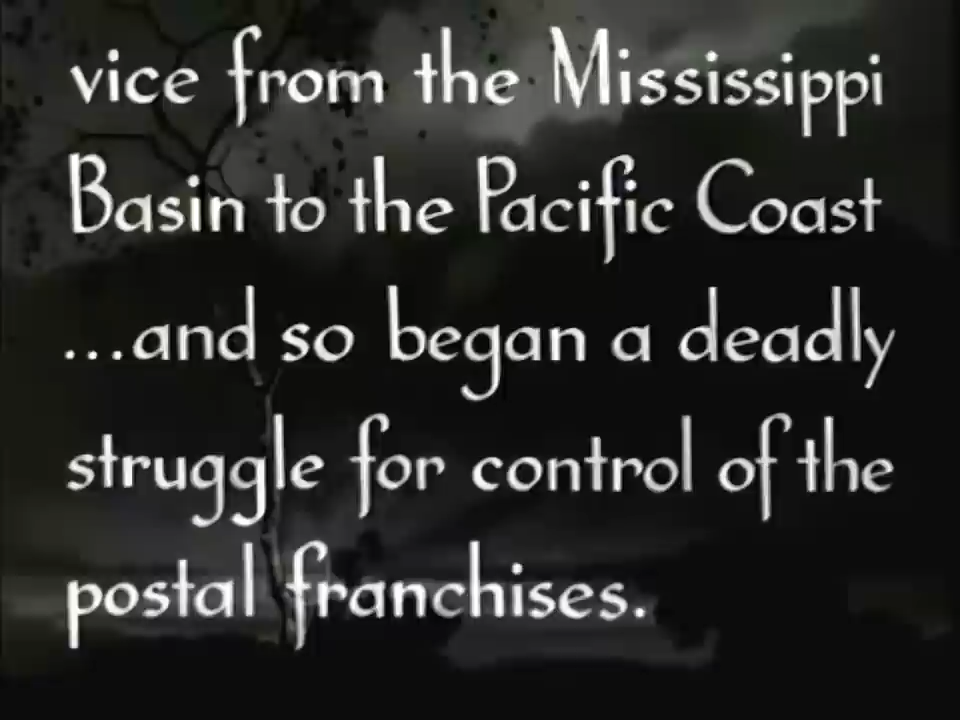 vice from the Mississippi
Basin to the Pacific Coast
...and so began a deadly
struggle for control of the
postal franchises.